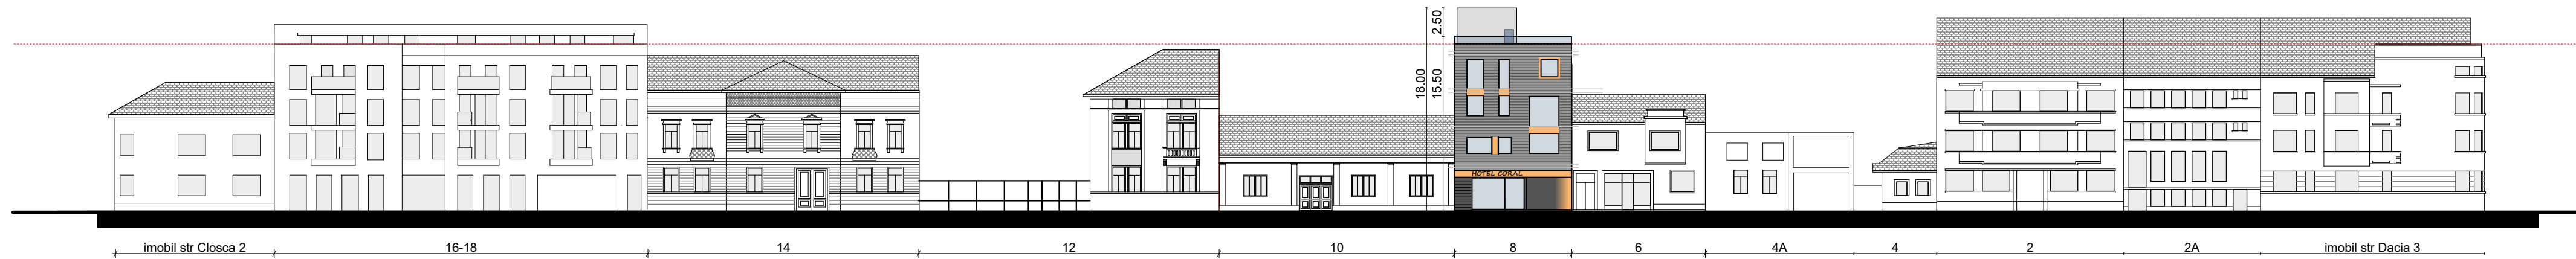 2.50
18.00
15.50
HOTEL CORAL
imobil str Closca 2
16-18
14
12
10
8
6
4A
4
2
2A
imobil str Dacia 3